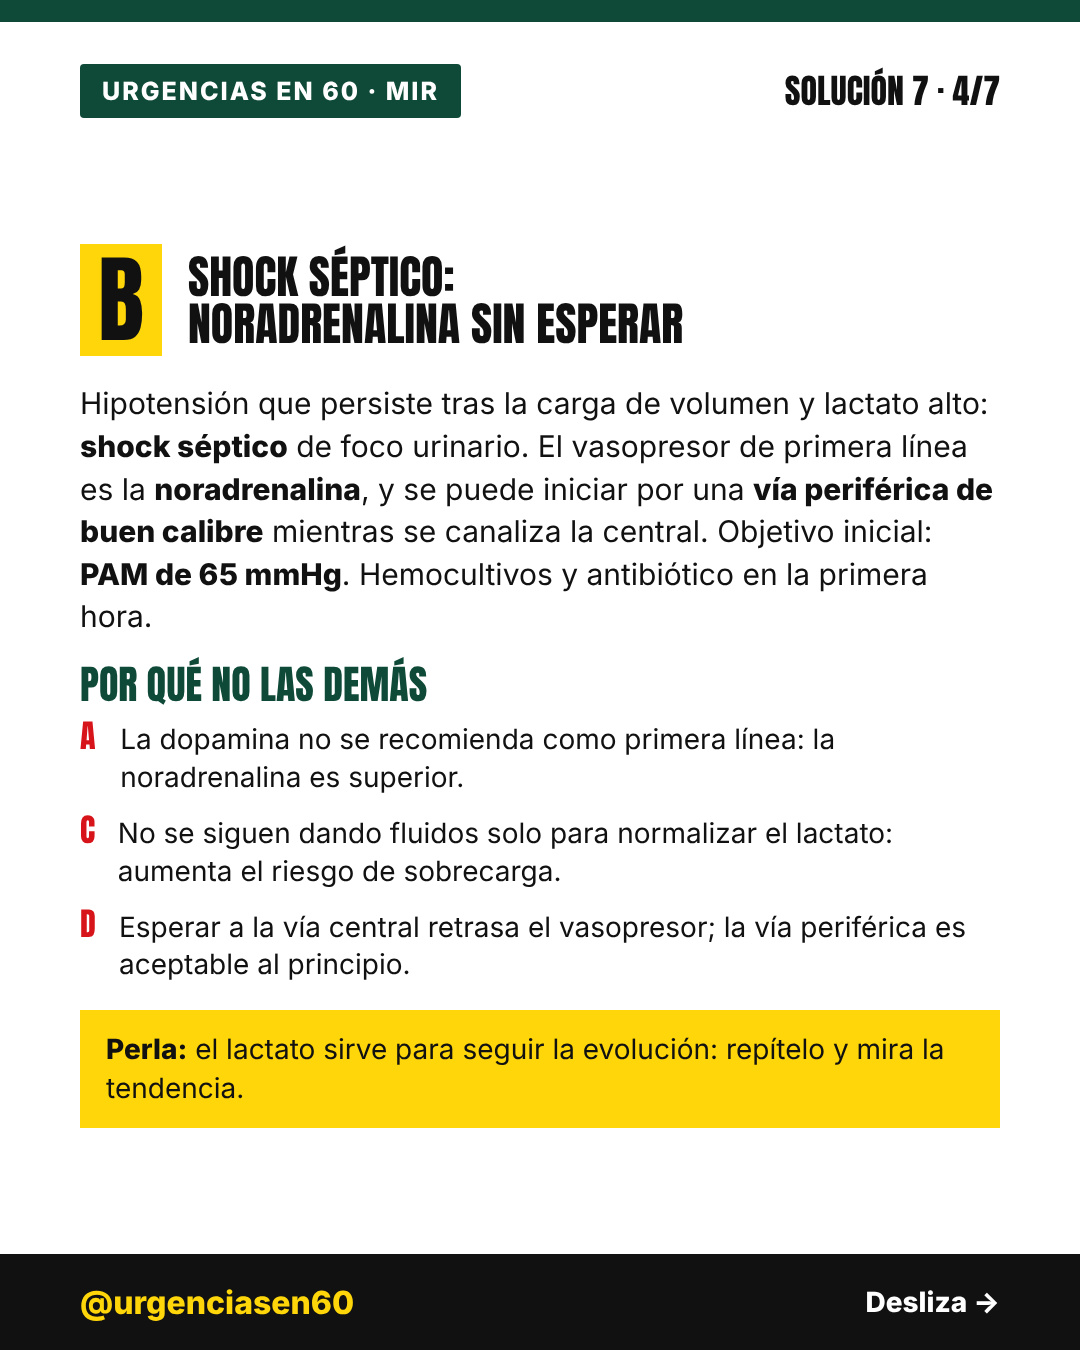 URGENCIAS EN 60 · MIR
SOLUCIÓN 7 · 4/7
B
SHOCK SÉPTICO:
NORADRENALINA SIN ESPERAR
Hipotensión que persiste tras la carga de volumen y lactato alto:
shock séptico de foco urinario. El vasopresor de primera línea
es la noradrenalina, y se puede iniciar por una vía periférica de
buen calibre mientras se canaliza la central. Objetivo inicial:
PAM de 65 mmHg. Hemocultivos y antibiótico en la primera
hora.
POR QUÉ NO LAS DEMÁS
A La dopamina no se recomienda como primera línea: la
noradrenalina es superior.
C No se siguen dando fluidos solo para normalizar el lactato:
aumenta el riesgo de sobrecarga.
D Esperar a la vía central retrasa el vasopresor; la vía periférica es
aceptable al principio.
Perla: el lactato sirve para seguir la evolución: repítelo y mira la
tendencia.
@urgenciasen60
Desliza →